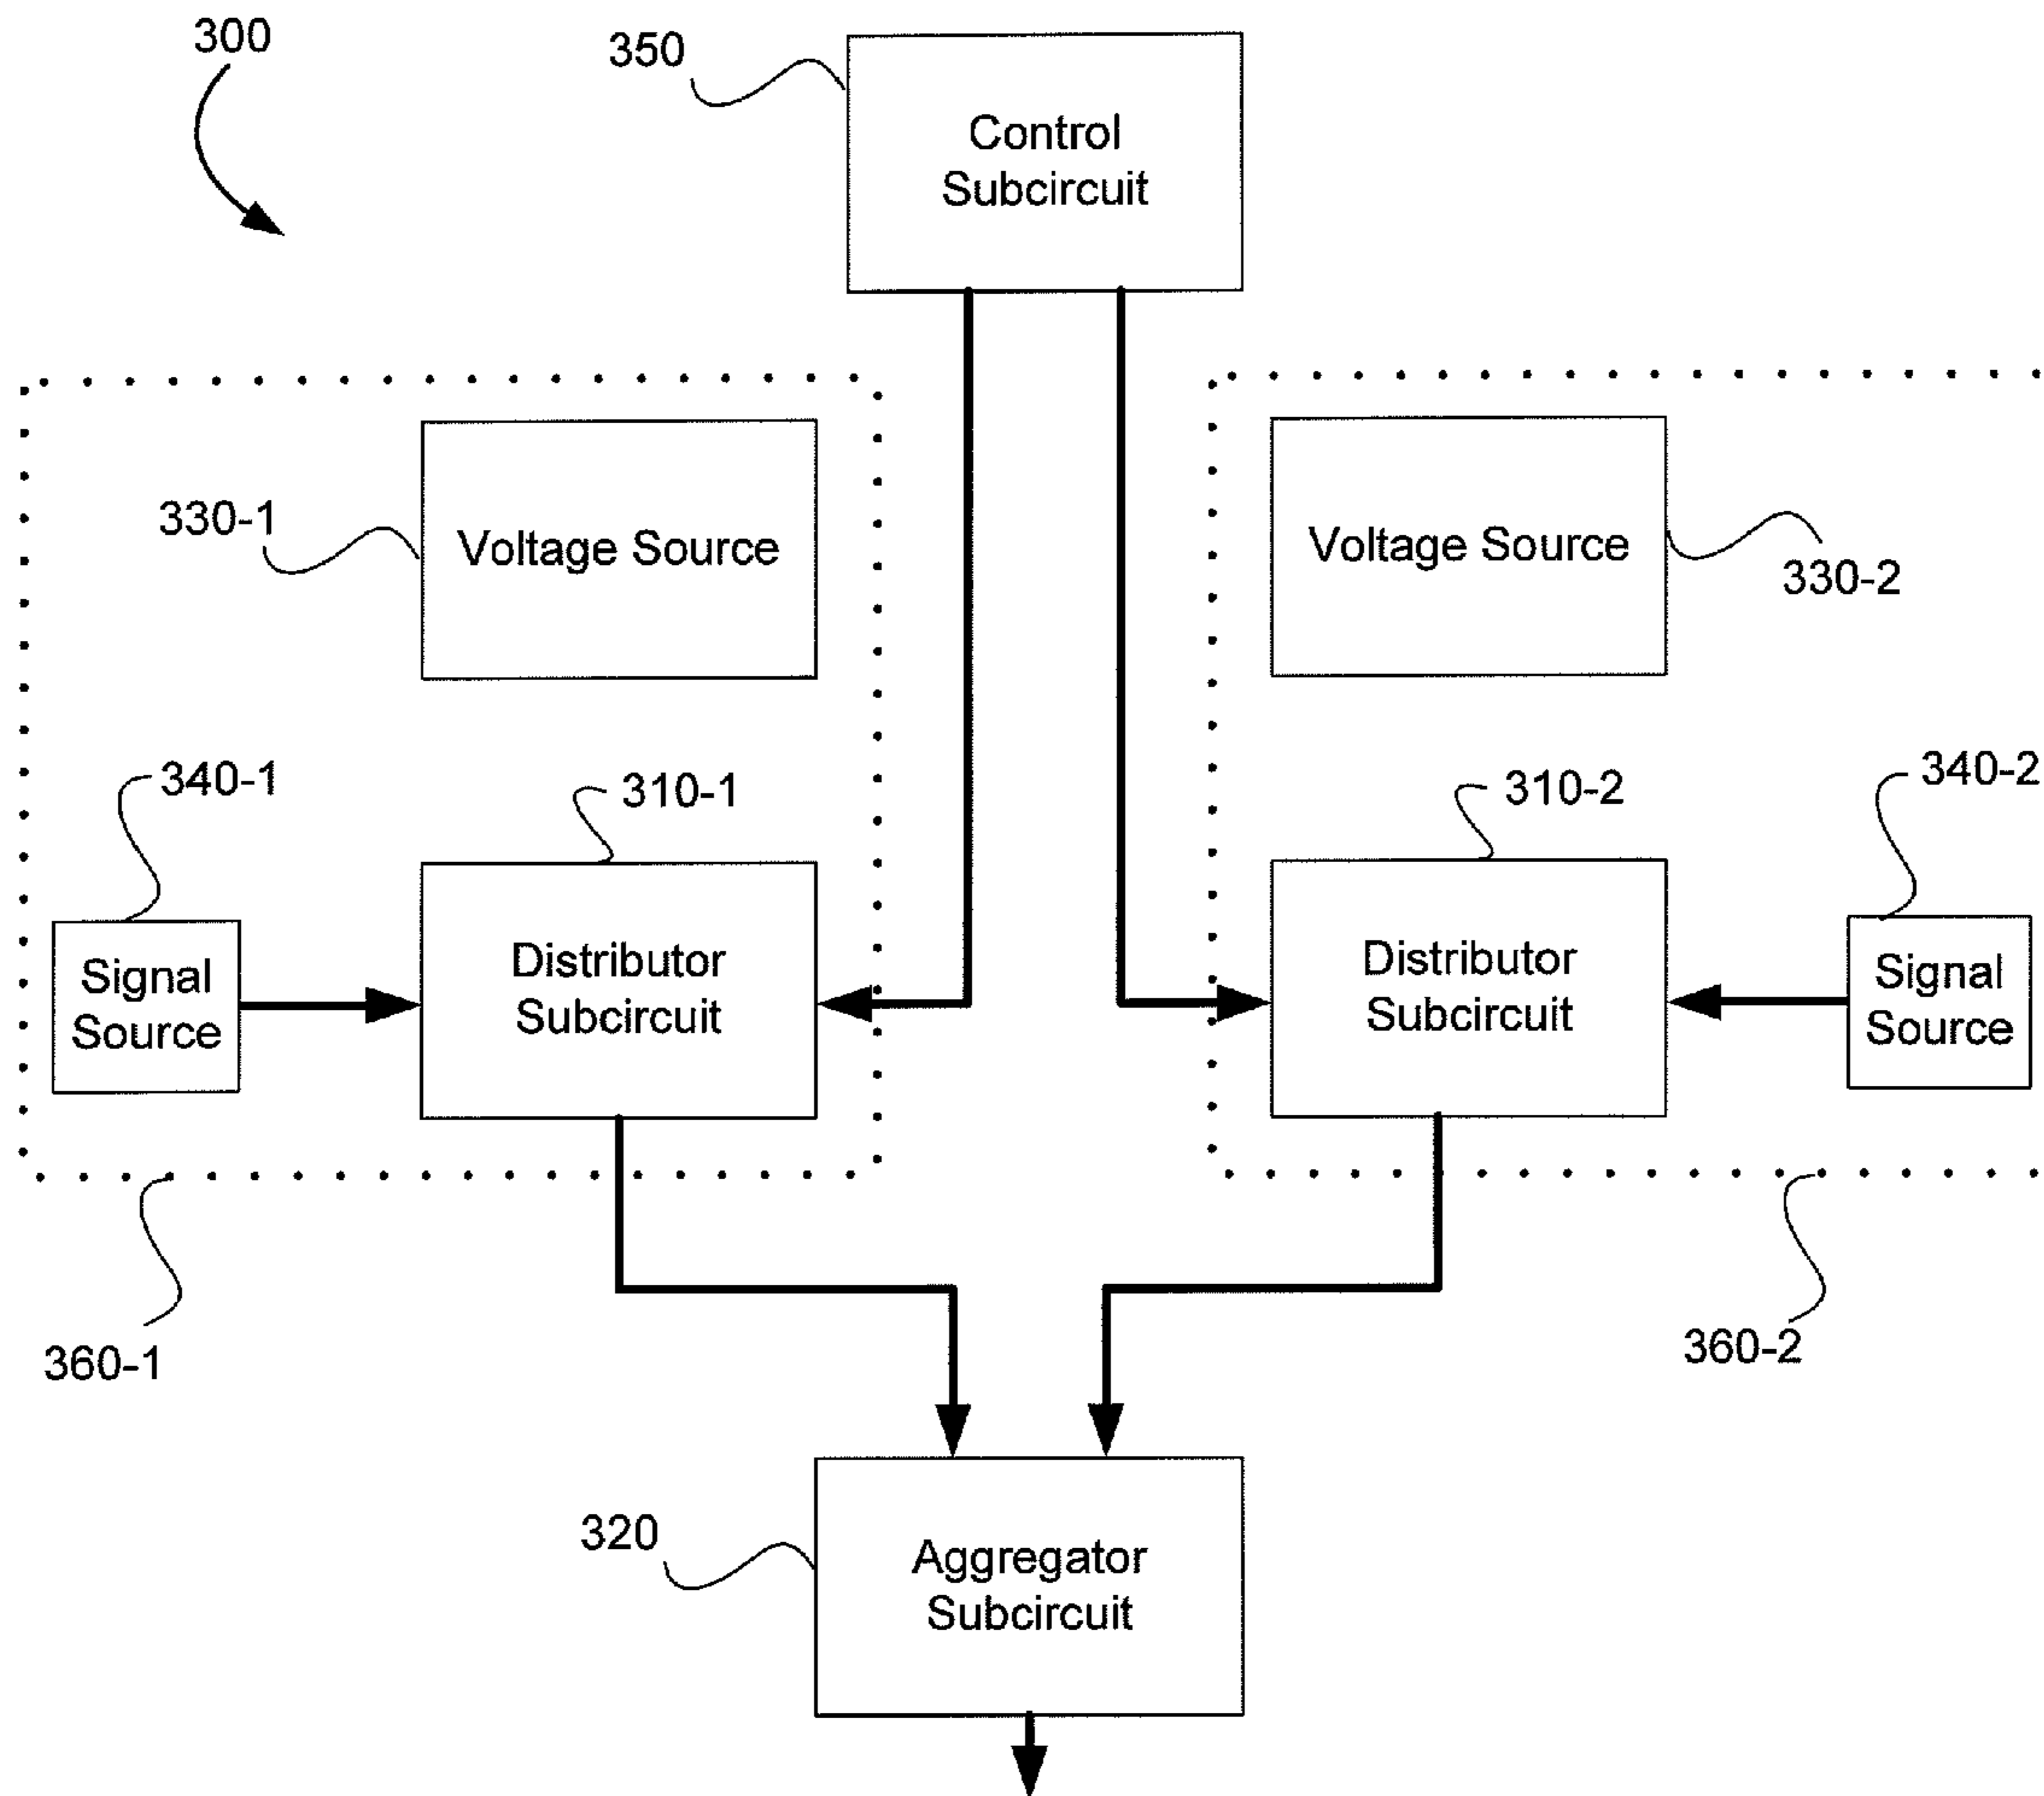 300
350
Control
Subcircuit
330-1
Voltage Source
Voltage Source
330-2
340-1
310-1
310-2
340-2
Signal
Source
Distributor
Subcircuit
Distributor
Subcircuit
Signal
Source
360-1
360-2
320
Aggregator
Subcircuit